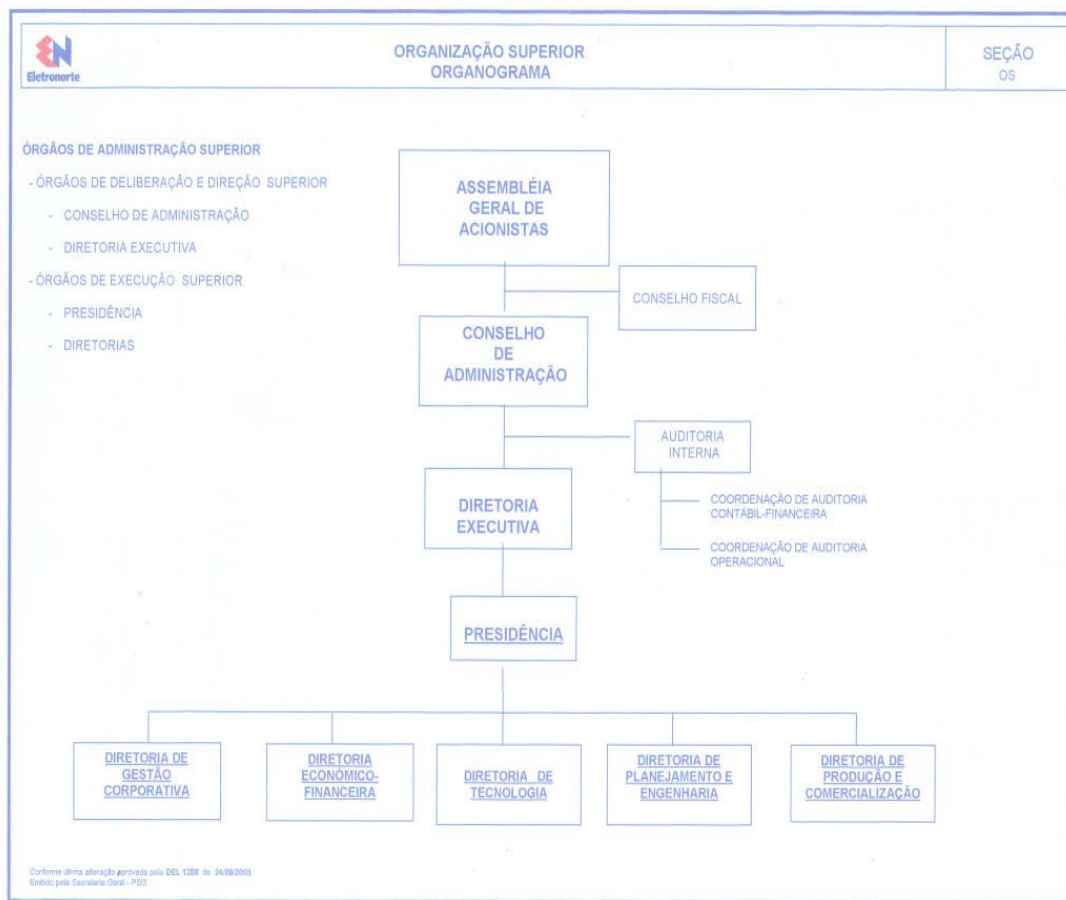 EN
Eletronorte
ORGANIZAÇÃO SUPERIOR
ORGANOGRAMA
SEÇÃO
OS
ÓRGÃOS DE ADMINISTRAÇÃO SUPERIOR
- ÓRGÃOS DE DELIBERAÇÃO E DIREÇÃO SUPERIOR
- CONSELHO DE ADMINISTRAÇÃO
- DIRETORIA EXECUTIVA
- ÓRGÃOS DE EXECUÇÃO SUPERIOR
- PRESIDÊNCIA
- DIRETORIAS
ASSEMBLÉIA
GERAL DE
ACIONISTAS
CONSELHO FISCAL
CONSELHO
DE
ADMINISTRAÇÃO
AUDITORIA
INTERNA
COORDENAÇÃO DE AUDITORIA
CONTÁBIL-FINANCEIRA
COORDENAÇÃO DE AUDITORIA
OPERACIONAL
DIRETORIA
EXECUTIVA
PRESIDÊNCIA
DIRETORIA DE
GESTÃO
CORPORATIVA
DIRETORIA
ECONÔMICO-
FINANCEIRA
DIRETORIA DE
TECNOLOGIA
DIRETORIA DE
PLANEJAMENTO E
ENGENHARIA
DIRETORIA DE
PRODUÇÃO E
COMERCIALIZAÇÃO
Conforme última alteração aprovada pela DEL 1288 de 24/09/2003
Emitido pela Secretaria Geral - PSG